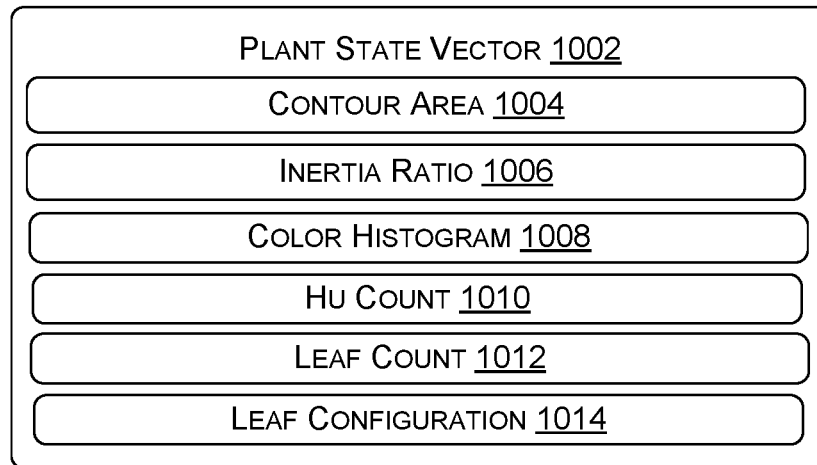 PLANT STATE VECTOR 1002
CONTOUR AREA 1004
INERTIA RATIO 1006
COLOR HISTOGRAM 1008
HU COUNT 1010
LEAF COUNT 1012
LEAF CONFIGURATION 1014